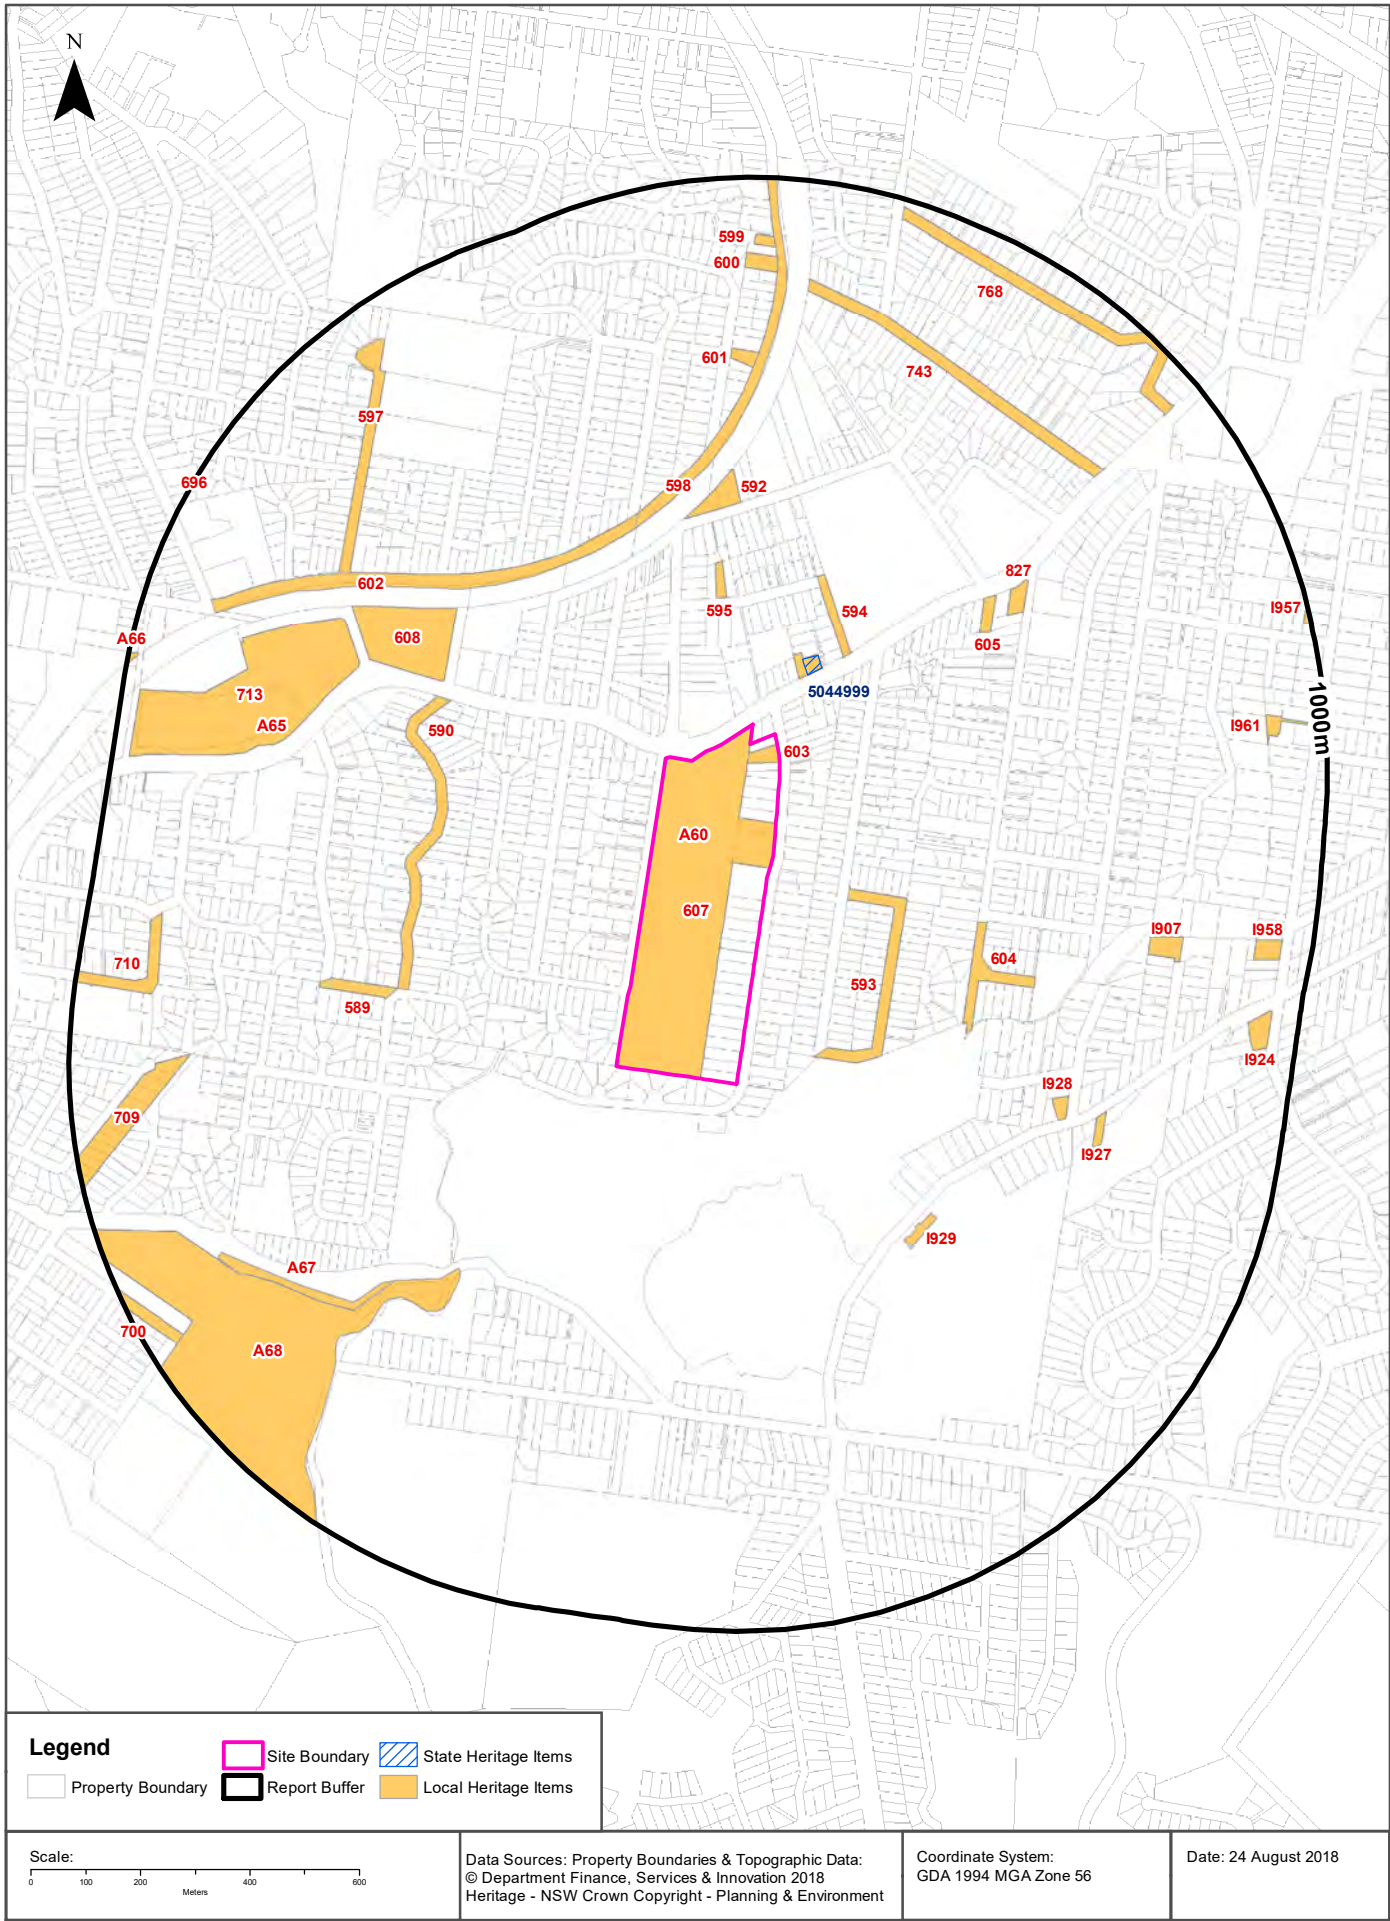 N
599
600
768
601
743
597
696
598
592
602
827
595
594
I957
A66
608
605
713
5044999
A65
590
I961
1000m
603
A60
607
I907
I958
710
604
593
589
I924
I928
709
I927
I929
A67
700
A68
Legend
Site Boundary
State Heritage Items
Property Boundary
Report Buffer
Local Heritage Items
Scale:
0 100 200 400 600
Meters
Data Sources: Property Boundaries & Topographic Data:
© Department Finance, Services & Innovation 2018
Heritage - NSW Crown Copyright - Planning & Environment
Coordinate System:
GDA 1994 MGA Zone 56
Date: 24 August 2018